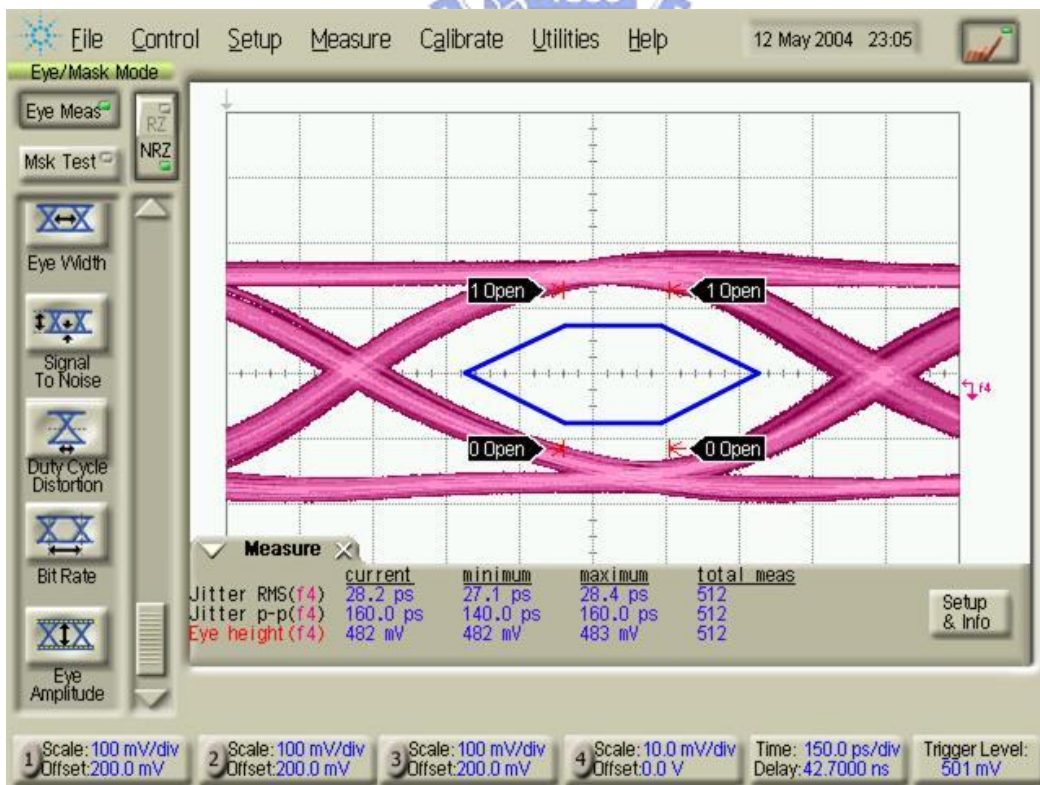 File Control Setup Measure Calibrate Utilities Help 12 May 2004 23:05
Eye/Mask Mode
Eye Meas
RZ
NRZ
Msk Test
Eye Width
Signal
To Noise
Duty Cycle
Distortion
Bit Rate
Eye
Amplitude
1 Open 1 Open
0 Open 0 Open
f4
Measure
current minimum maximum total meas
Jitter RMS(f4) 28.2 ps 27.1 ps 28.4 ps 512
Jitter p-p(f4) 160.0 ps 140.0 ps 160.0 ps 512
Eye height(f4) 482 mV 482 mV 483 mV 512
Setup
& Info
1 Scale:100 mV/div
Offset:200.0 mV
2 Scale:100 mV/div
Offset:200.0 mV
3 Scale:100 mV/div
Offset:200.0 mV
4 Scale:10.0 mV/div
Offset:0.0 V
Time: 150.0 ps/div
Delay:42.7000 ns
Trigger Level:
501 mV